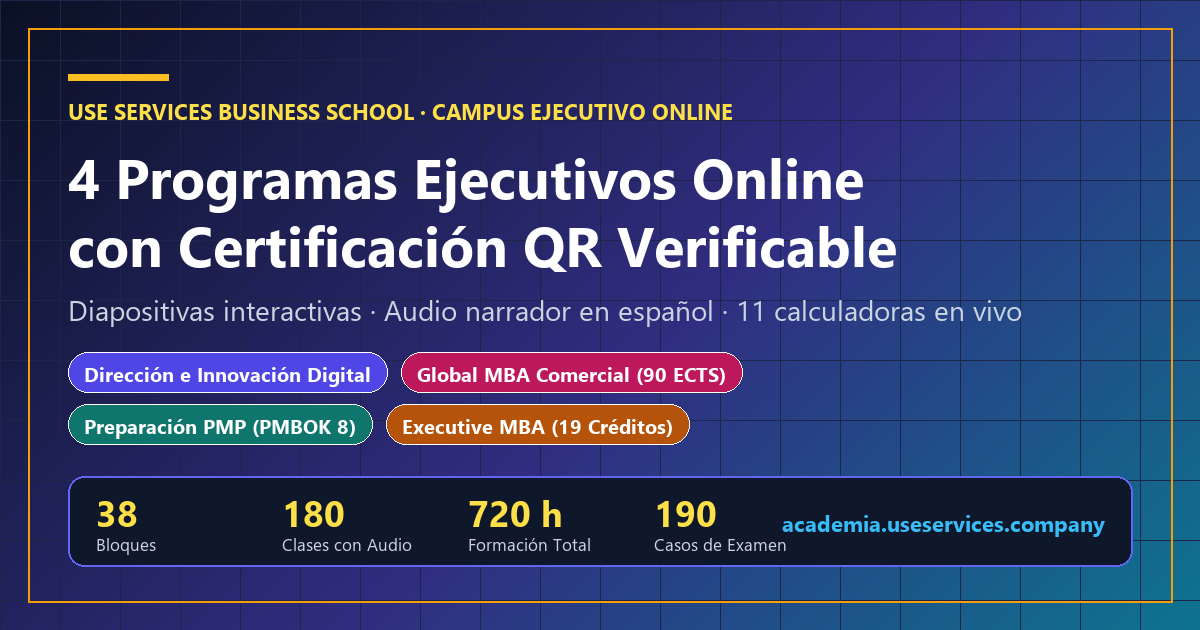 USE SERVICES BUSINESS SCHOOL · CAMPUS EJECUTIVO ONLINE
4 Programas Ejecutivos Online
con Certificación QR Verificable
Diapositivas interactivas · Audio narrador en español · 11 calculadoras en vivo
Dirección e Innovación Digital
Global MBA Comercial (90 ECTS)
Preparación PMP (PMBOK 8)
Executive MBA (19 Créditos)
38
Bloques
180
Clases con Audio
720 h
Formación Total
190
Casos de Examen
academia.useservices.company